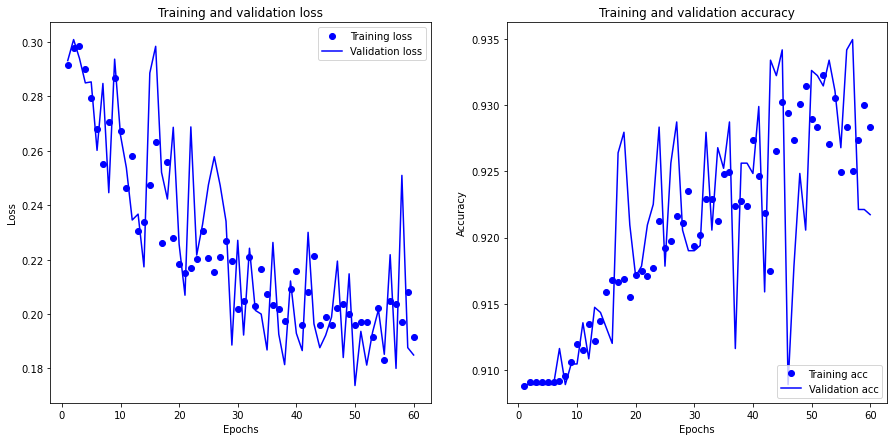 Training and validation loss
Training loss
Validation loss
0.30
0.28
0.26
0.24
0.22
0.20
0.18
Loss
0
10
20
30
40
50
60
Epochs
Training and validation accuracy
0.935
0.930
0.925
0.920
0.915
0.910
Accuracy
Training acc
Validation acc
0
10
20
30
40
50
60
Epochs